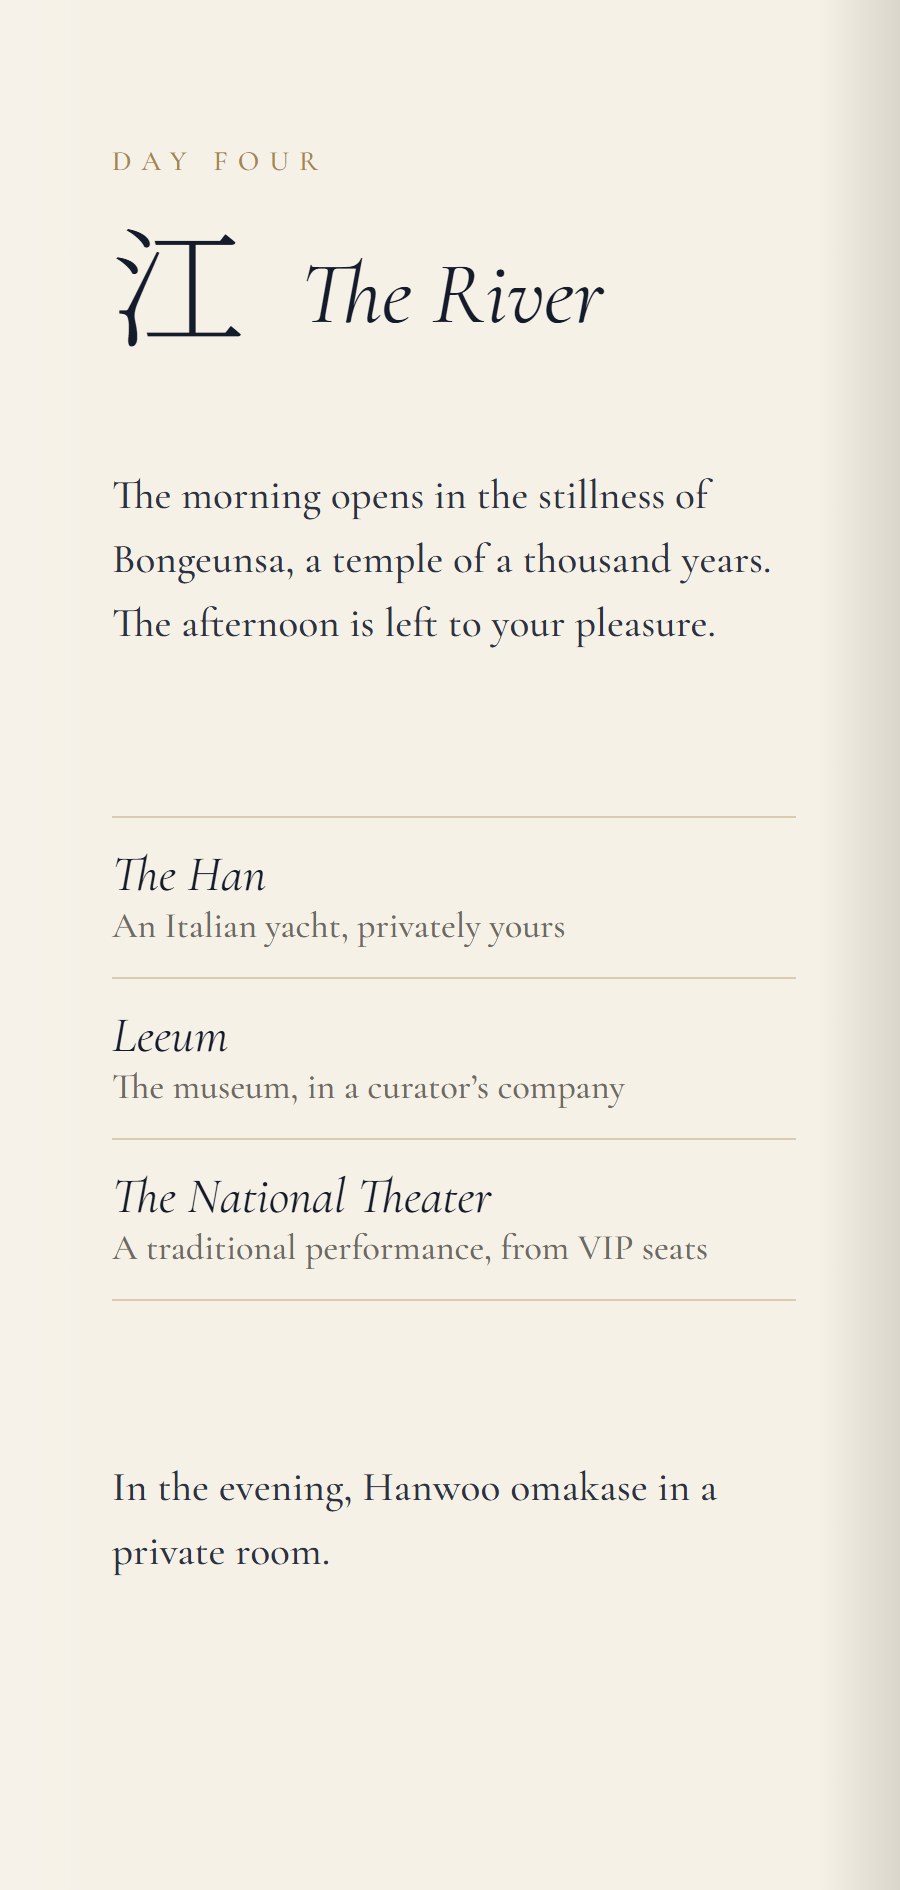 DAY FOUR
江 The River
The morning opens in the stillness of
Bongeunsa, a temple of a thousand years.
The afternoon is left to your pleasure.
The Han
An Italian yacht, privately yours
Leeum
The museum, in a curator’s company
The National Theater
A traditional performance, from VIP seats
In the evening, Hanwoo omakase in a
private room.